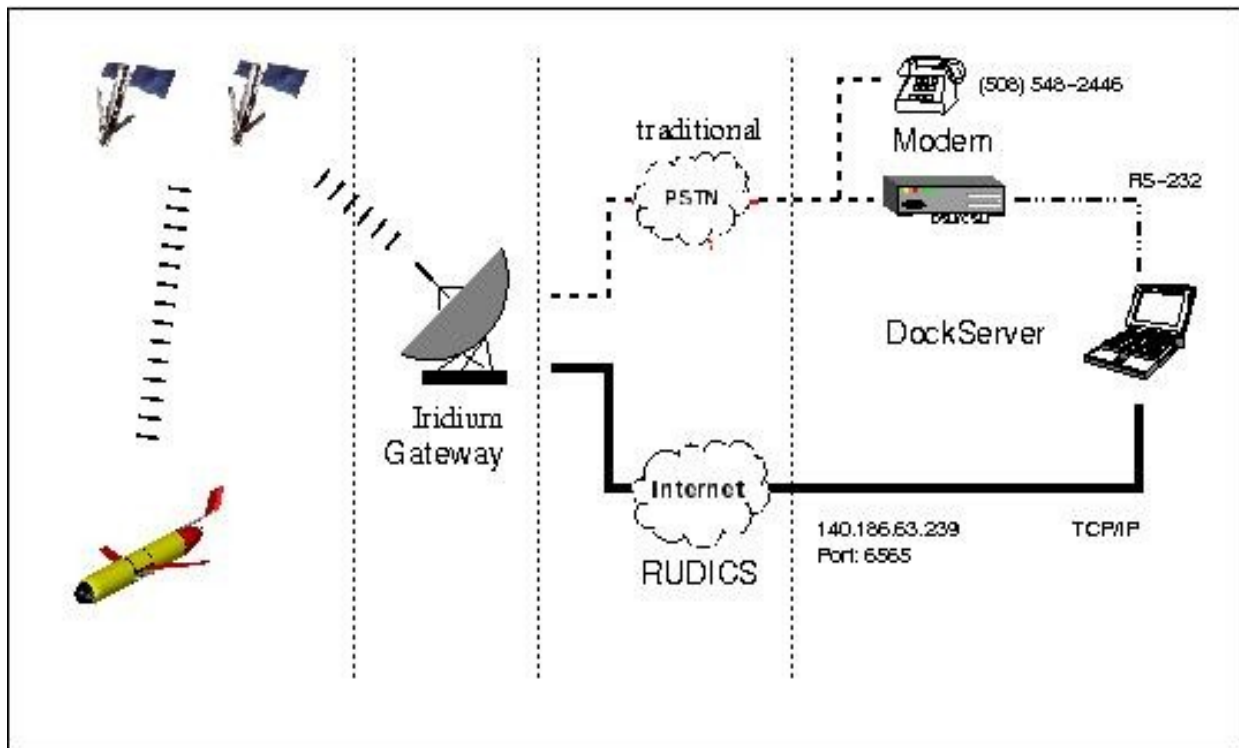 (508) 548-2446
traditional
Modem
PSTN
RS-232
DockServer
Iridium
Gateway
Internet
140.186.63.239
TCP/IP
Port: 6565
RUDICS